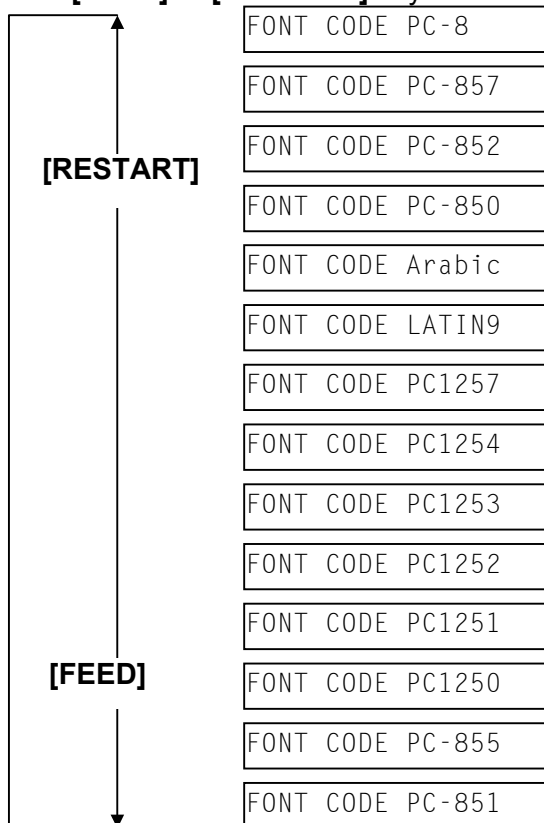 FONT CODE PC-8
FONT CODE PC-857
FONT CODE PC-852
[RESTART]
FONT CODE PC-850
FONT CODE Arabic
FONT CODE LATIN9
FONT CODE PC1257
FONT CODE PC1254
FONT CODE PC1253
FONT CODE PC1252
FONT CODE PC1251
[FEED]
FONT CODE PC1250
FONT CODE PC-855
FONT CODE PC-851